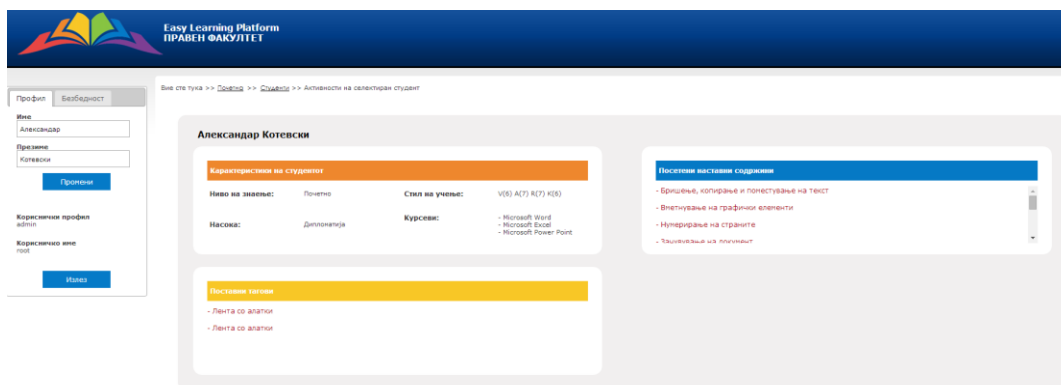 Easy Learning Platform
ПРАВЕН ФАКУЛТЕТ
Вие сте тука >> Почетна >> Студенти >> Активности на селектиран студент
Профил
Безбедност
Име
Александар
Презиме
Котевски
Промени
Кориснички профил
admin
Корисничко име
root
Излез
Александар Котевски
Карактеристики на студентот
Ниво на знаење:
Почетно
Стил на учење:
V(6) A(7) R(7) K(6)
Насока:
Дипломатија
Курсеви:
- Microsoft Word
- Microsoft Excel
- Microsoft Power Point
Посетени наставни содржини
- Бришење, копирање и поместување на текст
- Вметнување на графички елементи
- Нумерирање на страните
- Зачувување на документ
Поставени тагови
- Лента со алатки
- Лента со алатки